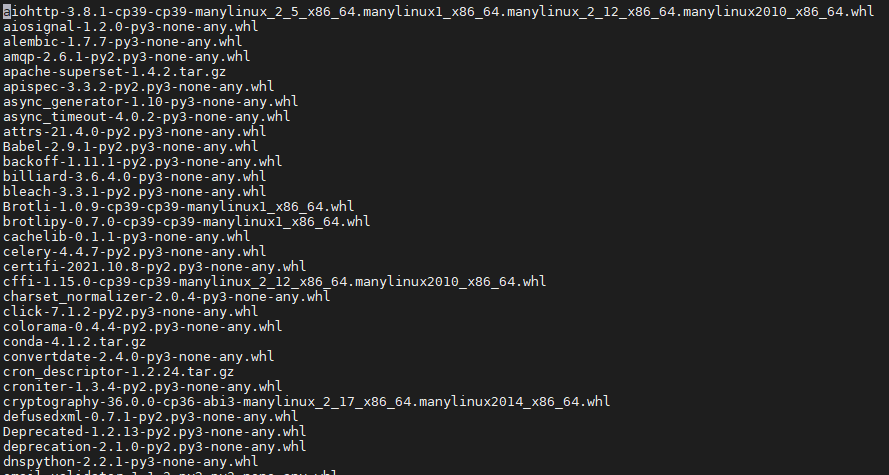 aiohttp-3.8.1-cp39-cp39-manylinux_2_5_x86_64.manylinux1_x86_64.manylinux_2_12_x86_64.manylinux2010_x86_64.whl
aiosignal-1.2.0-py3-none-any.whl
alembic-1.7.7-py3-none-any.whl
amqp-2.6.1-py2.py3-none-any.whl
apache-superset-1.4.2.tar.gz
apispec-3.3.2-py2.py3-none-any.whl
async_generator-1.10-py3-none-any.whl
async_timeout-4.0.2-py3-none-any.whl
attrs-21.4.0-py2.py3-none-any.whl
Babel-2.9.1-py2.py3-none-any.whl
backoff-1.11.1-py2.py3-none-any.whl
billiard-3.6.4.0-py3-none-any.whl
bleach-3.3.1-py2.py3-none-any.whl
Brotli-1.0.9-cp39-cp39-manylinux1_x86_64.whl
brotlipy-0.7.0-cp39-cp39-manylinux1_x86_64.whl
cachelib-0.1.1-py3-none-any.whl
celery-4.4.7-py2.py3-none-any.whl
certifi-2021.10.8-py2.py3-none-any.whl
cffi-1.15.0-cp39-cp39-manylinux_2_12_x86_64.manylinux2010_x86_64.whl
charset_normalizer-2.0.4-py3-none-any.whl
click-7.1.2-py2.py3-none-any.whl
colorama-0.4.4-py2.py3-none-any.whl
conda-4.1.2.tar.gz
convertdate-2.4.0-py3-none-any.whl
cron_descriptor-1.2.24.tar.gz
croniter-1.3.4-py2.py3-none-any.whl
cryptography-36.0.0-cp36-abi3-manylinux_2_17_x86_64.manylinux2014_x86_64.whl
defusedxml-0.7.1-py2.py3-none-any.whl
Deprecated-1.2.13-py2.py3-none-any.whl
deprecation-2.1.0-py2.py3-none-any.whl
dnspython-2.2.1-py3-none-any.whl